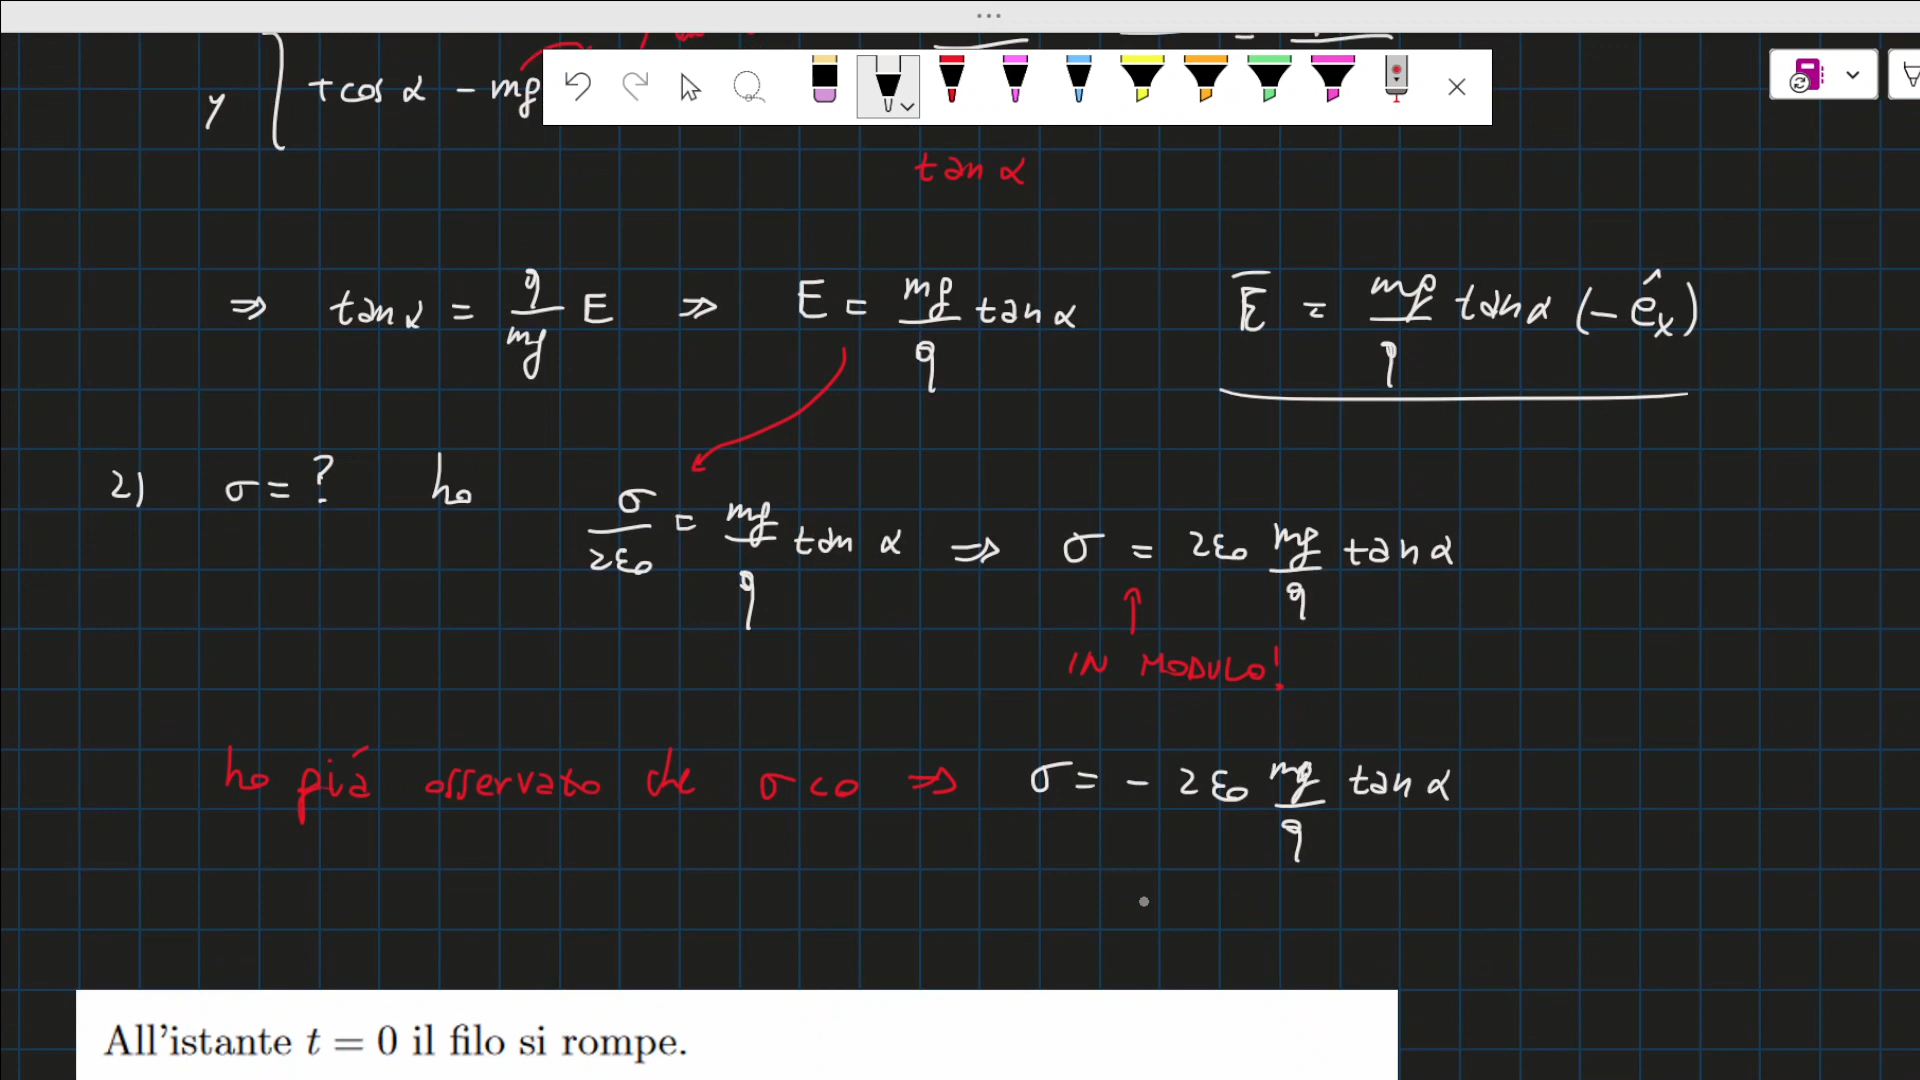 y { T cos α − mg
tan α
⇒ tan α = q/mg E ⇒ E = mg/q tan α E̅ = mg/q tan α (− êₓ)
2) σ = ? ho σ/2ε₀ = mg/q tan α ⇒ σ = 2ε₀ mg/q tan α
↑
IN MODULO!
ho già osservato che σ < 0 ⇒ σ = − 2ε₀ mg/q tan α
All'istante t = 0 il filo si rompe.